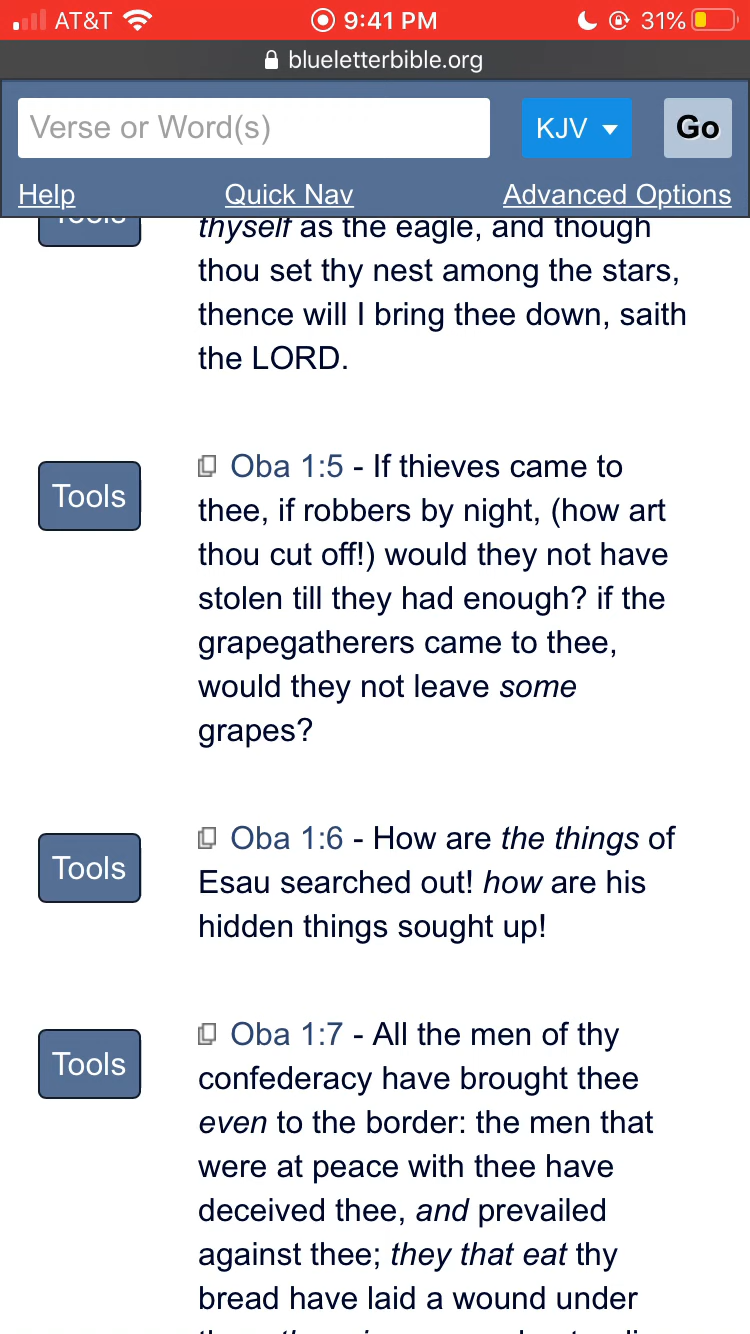 AT&T 9:41 PM 31%
blueletterbible.org
Verse or Word(s) KJV Go
Help Quick Nav Advanced Options
Tools thyself as the eagle, and though
thou set thy nest among the stars,
thence will I bring thee down, saith
the LORD.
Oba 1:5 - If thieves came to
Tools
thee, if robbers by night, (how art
thou cut off!) would they not have
stolen till they had enough? if the
grapegatherers came to thee,
would they not leave some
grapes?
Oba 1:6 - How are the things of
Tools
Esau searched out! how are his
hidden things sought up!
Oba 1:7 - All the men of thy
Tools
confederacy have brought thee
even to the border: the men that
were at peace with thee have
deceived thee, and prevailed
against thee; they that eat thy
bread have laid a wound under